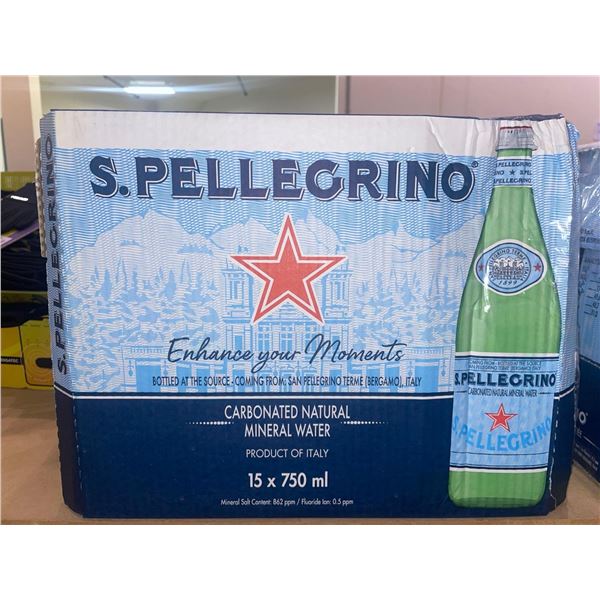 S.PELLEGRINO®
S.PELLEGRINO
Enhance your Moments
BOTTLED AT THE SOURCE - COMING FROM: SAN PELLEGRINO TERME (BERGAMO), ITALY
CARBONATED NATURAL
MINERAL WATER
PRODUCT OF ITALY
15 x 750 ml
Mineral Salt Content: 862 ppm / Fluoride Ion: 0.5 ppm
S.PELLEGRINO
1899
S.PELLEGRINO
CARBONATED NATURAL MINERAL WATER
S.PELLEGRINO